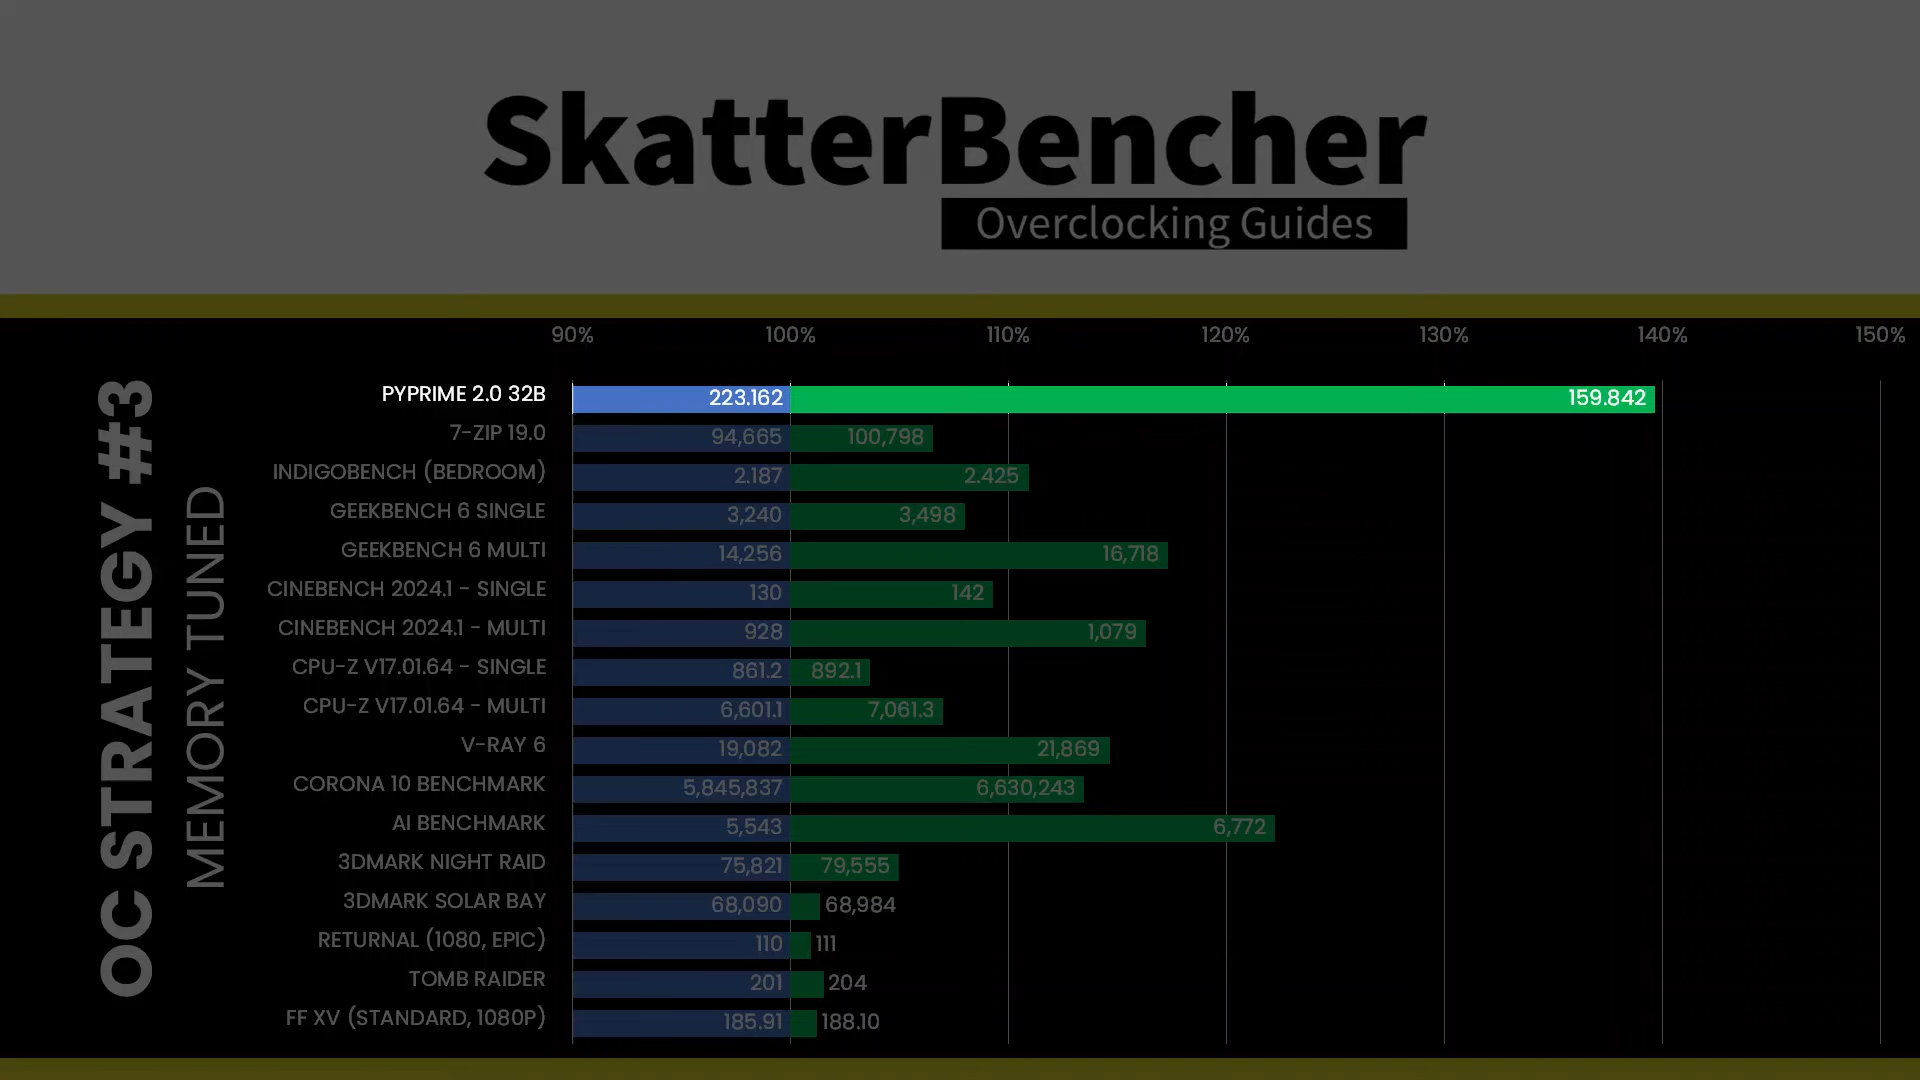 SkatterBencher
Overclocking Guides
90% 100% 110% 120% 130% 140% 150%
OC STRATEGY #3
MEMORY TUNED
PYPRIME 2.0 32B 223.162 159.842
7-ZIP 19.0 94,665 100,798
INDIGOBENCH (BEDROOM) 2.187 2.425
GEEKBENCH 6 SINGLE 3,240 3,498
GEEKBENCH 6 MULTI 14,256 16,718
CINEBENCH 2024.1 - SINGLE 130 142
CINEBENCH 2024.1 - MULTI 928 1,079
CPU-Z V17.01.64 - SINGLE 861.2 892.1
CPU-Z V17.01.64 - MULTI 6,601.1 7,061.3
V-RAY 6 19,082 21,869
CORONA 10 BENCHMARK 5,845,837 6,630,243
AI BENCHMARK 5,543 6,772
3DMARK NIGHT RAID 75,821 79,555
3DMARK SOLAR BAY 68,090 68,984
RETURNAL (1080, EPIC) 110 111
TOMB RAIDER 201 204
FF XV (STANDARD, 1080P) 185.91 188.10